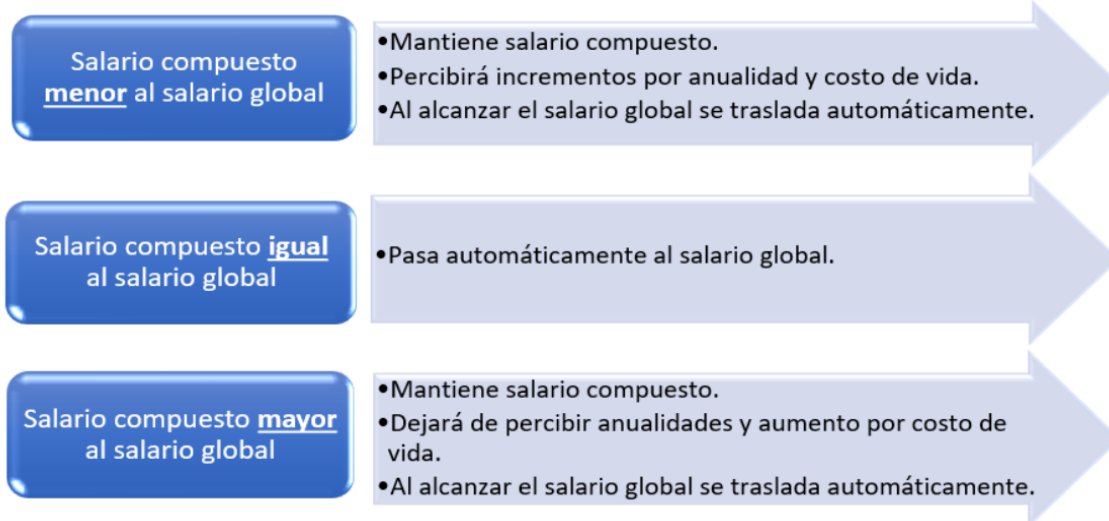 Salario compuesto
menor al salario global
•Mantiene salario compuesto.
•Percibirá incrementos por anualidad y costo de vida.
•Al alcanzar el salario global se traslada automáticamente.
Salario compuesto igual
al salario global
•Pasa automáticamente al salario global.
Salario compuesto mayor
al salario global
•Mantiene salario compuesto.
•Dejará de percibir anualidades y aumento por costo de
vida.
•Al alcanzar el salario global se traslada automáticamente.